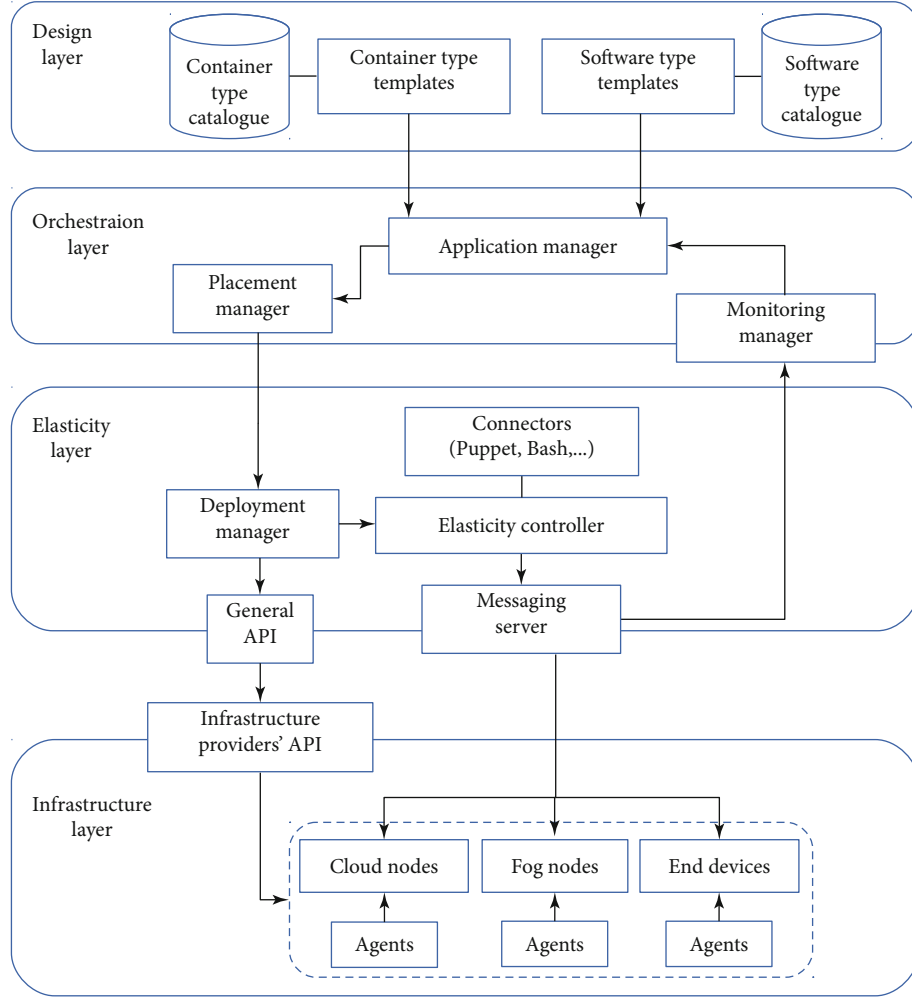 Design
layer
Container
type
catalogue
Container type
templates
Software type
templates
Software
type
catalogue
Orchestraion
layer
Application manager
Placement
manager
Monitoring
manager
Elasticity
layer
Connectors
(Puppet, Bash,...)
Deployment
manager
Elasticity controller
General
API
Messaging
server
Infrastructure
providers’ API
Infrastructure
layer
Cloud nodes
Fog nodes
End devices
Agents
Agents
Agents